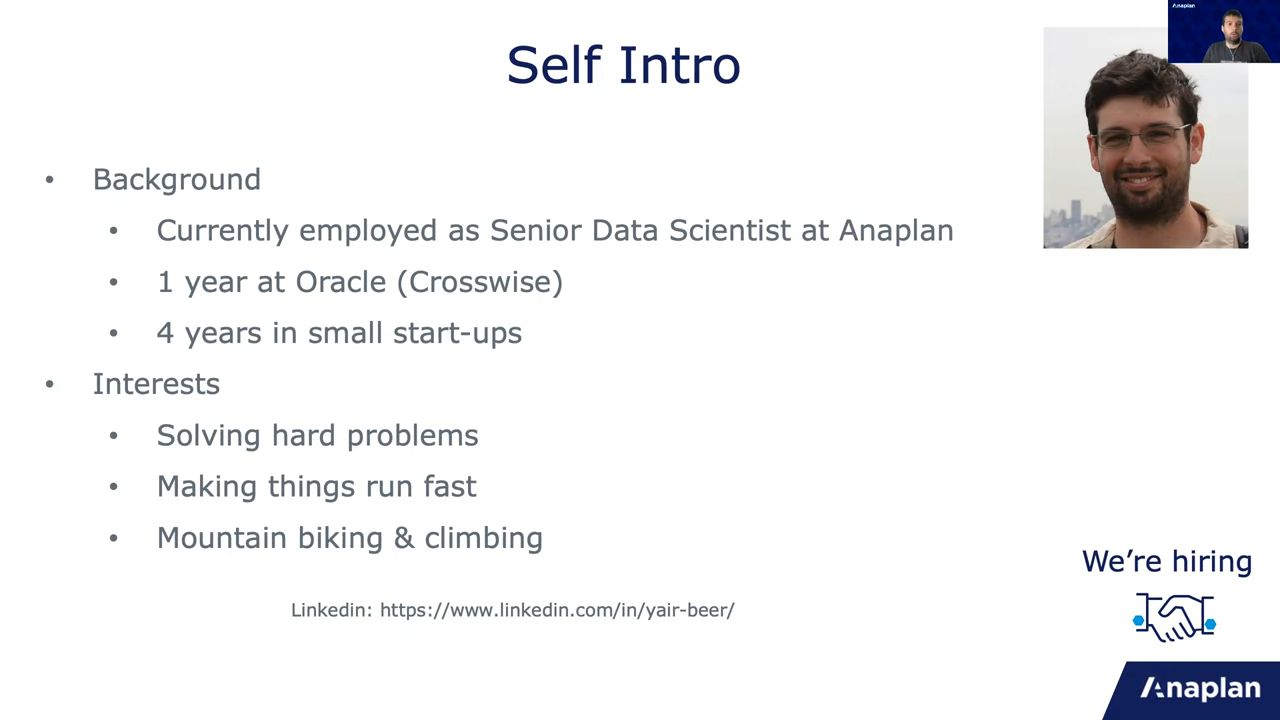 Anaplan
Self Intro
• Background
• Currently employed as Senior Data Scientist at Anaplan
• 1 year at Oracle (Crosswise)
• 4 years in small start-ups
• Interests
• Solving hard problems
• Making things run fast
• Mountain biking & climbing
Linkedin: https://www.linkedin.com/in/yair-beer/
We’re hiring
Anaplan